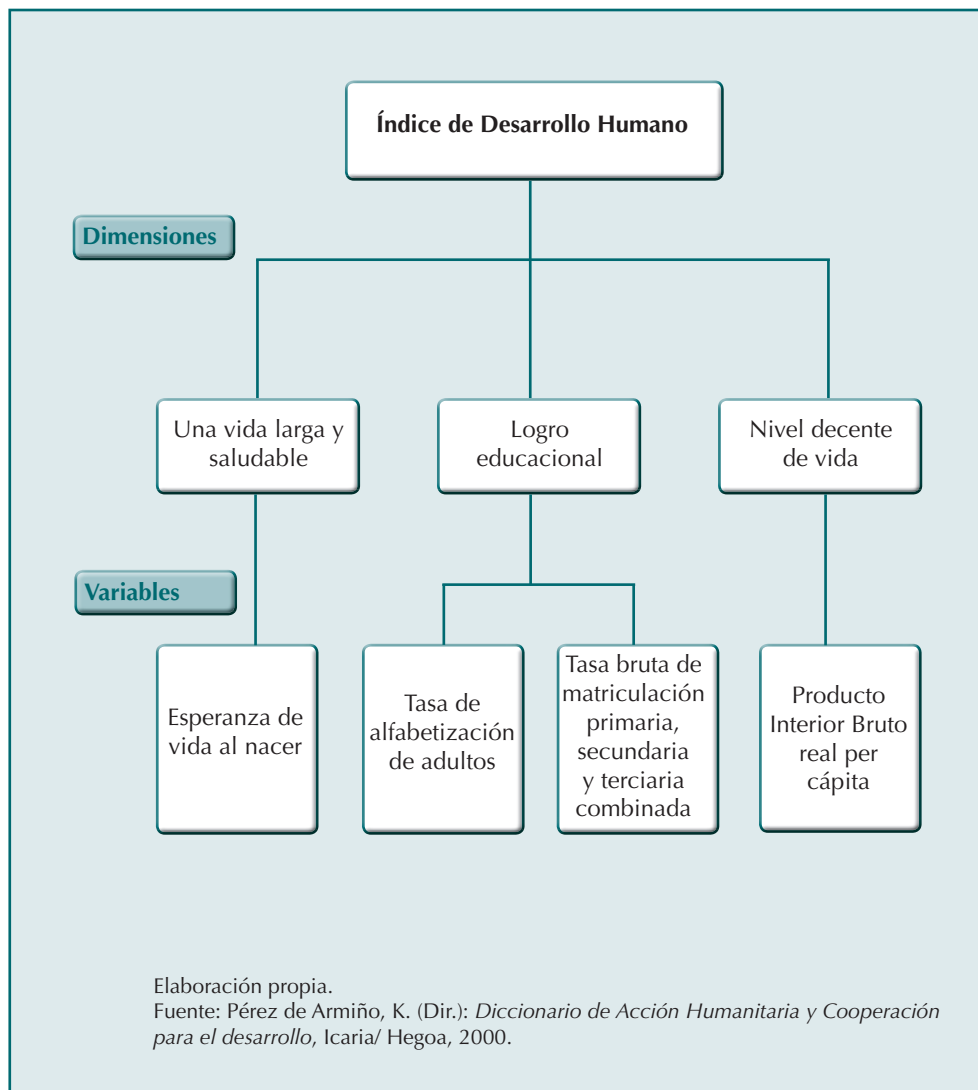 Índice de Desarrollo Humano
Dimensiones
Una vida larga y
saludable
Logro
educacional
Nivel decente
de vida
Variables
Esperanza de
vida al nacer
Tasa de
alfabetización
de adultos
Tasa bruta de
matriculación
primaria,
secundaria
y terciaria
combinada
Producto
Interior Bruto
real per
cápita
Elaboración propia.
Fuente: Pérez de Armiño, K. (Dir.): Diccionario de Acción Humanitaria y Cooperación
para el desarrollo, Icaria/ Hegoa, 2000.